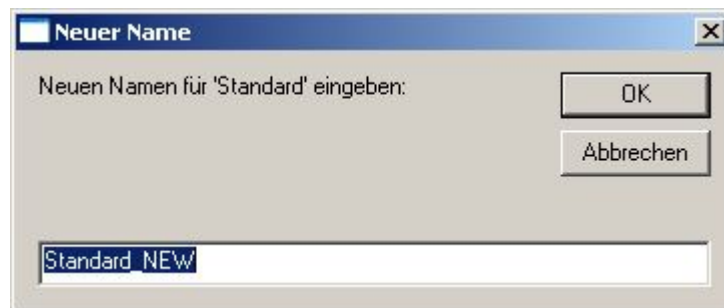 Neuer Name
Neuen Namen für 'Standard' eingeben:
OK
Abbrechen
Standard_NEW